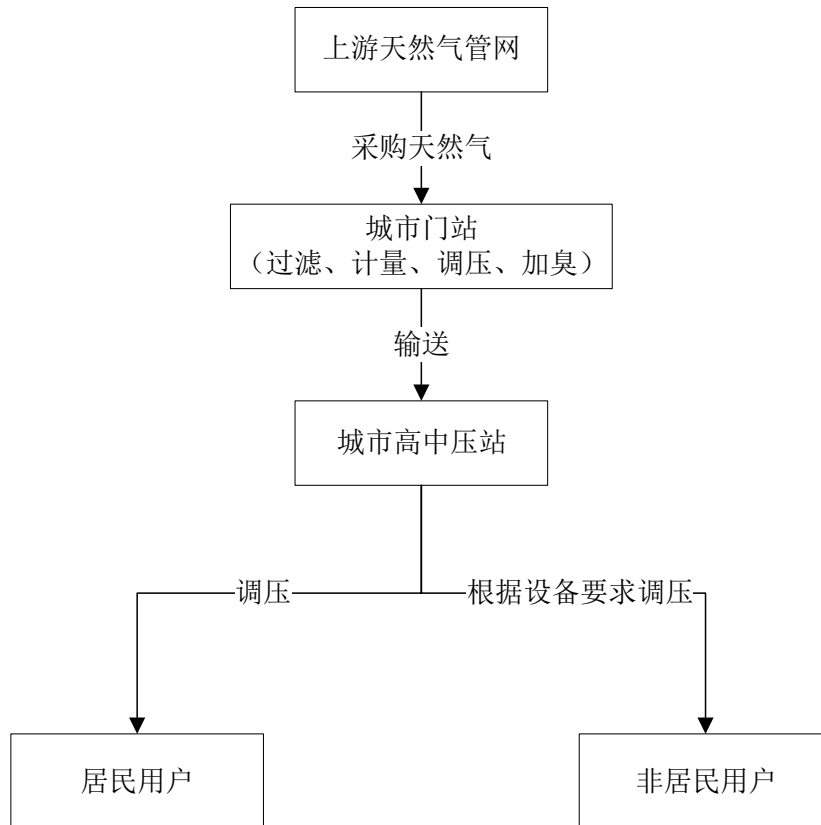 上游天然气管网
采购天然气
城市门站
（过滤、计量、调压、加臭）
输送
城市高中压站
调压
根据设备要求调压
居民用户
非居民用户